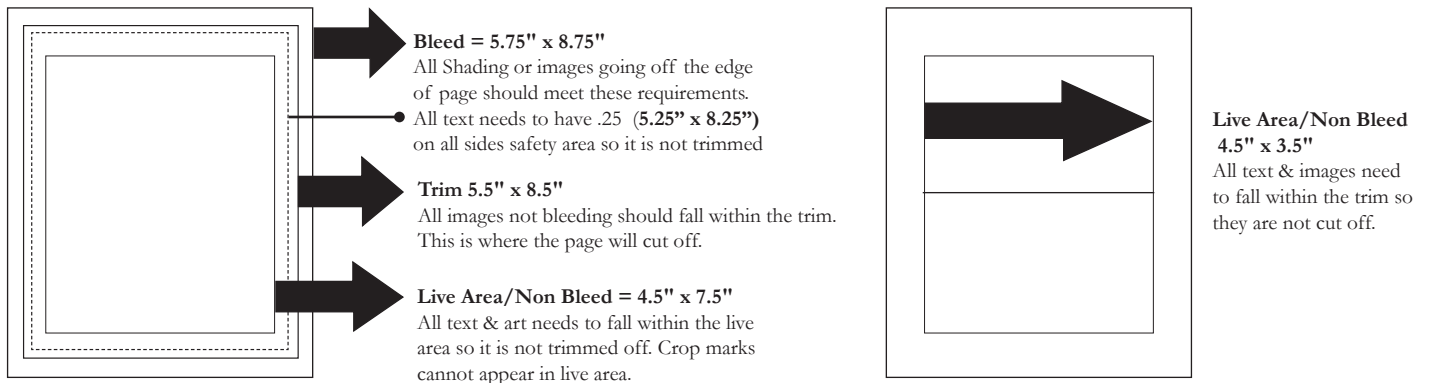 Bleed = 5.75" x 8.75"
All Shading or images going off the edge
of page should meet these requirements.
All text needs to have .25 (5.25” x 8.25”)
on all sides safety area so it is not trimmed
Trim 5.5" x 8.5"
All images not bleeding should fall within the trim.
This is where the page will cut off.
Live Area/Non Bleed = 4.5" x 7.5"
All text & art needs to fall within the live
area so it is not trimmed off. Crop marks
cannot appear in live area.
Live Area/Non Bleed
4.5" x 3.5"
All text & images need
to fall within the trim so
they are not cut off.